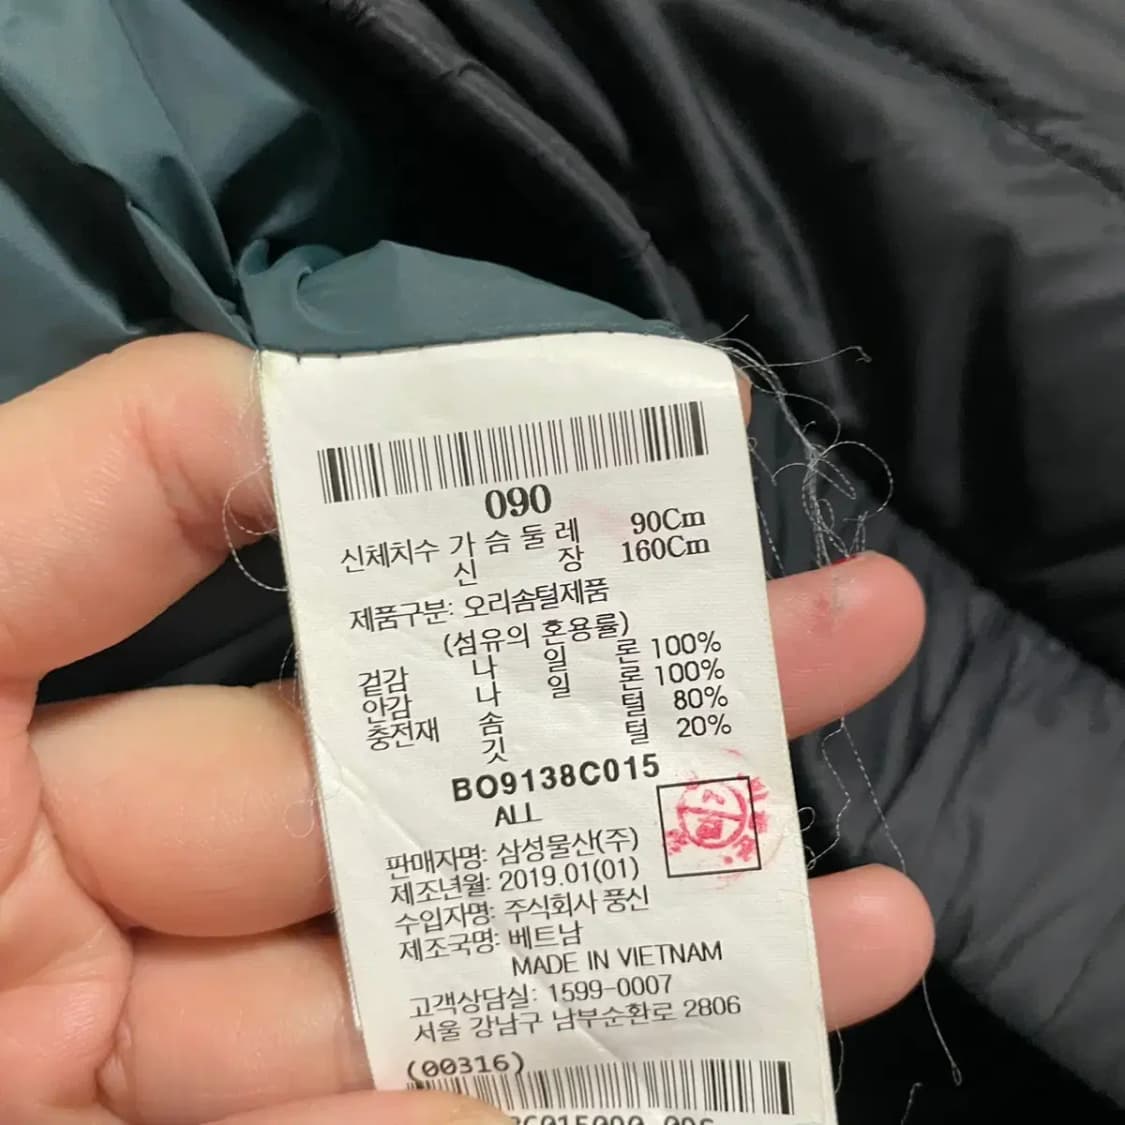 090
신체치수 가슴둘레 90Cm
신 장 160Cm
제품구분: 오리솜털제품
(섬유의 혼용률)
겉감 나 일 론 100%
안감 나 일 론 100%
충전재 솜 털 80%
깃 털 20%
BO9138C015
ALL
판매자명: 삼성물산(주)
제조년월: 2019.01(01)
수입자명: 주식회사 풍신
제조국명: 베트남
MADE IN VIETNAM
고객상담실: 1599-0007
서울 강남구 남부순환로 2806
(00316)